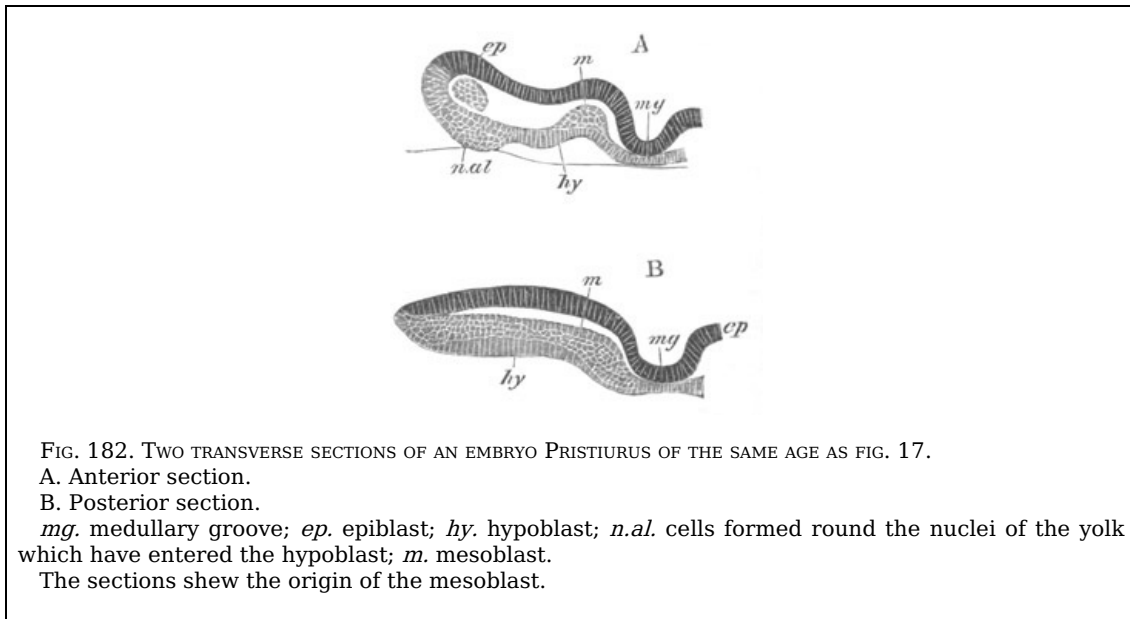 ep
A
m
mg
n.al
hy
B
m
ep
mg
hy
FIG. 182. TWO TRANSVERSE SECTIONS OF AN EMBRYO PRISTIURUS OF THE SAME AGE AS FIG. 17.
A. Anterior section.
B. Posterior section.
mg. medullary groove; ep. epiblast; hy. hypoblast; n.al. cells formed round the nuclei of the yolk
which have entered the hypoblast; m. mesoblast.
The sections shew the origin of the mesoblast.